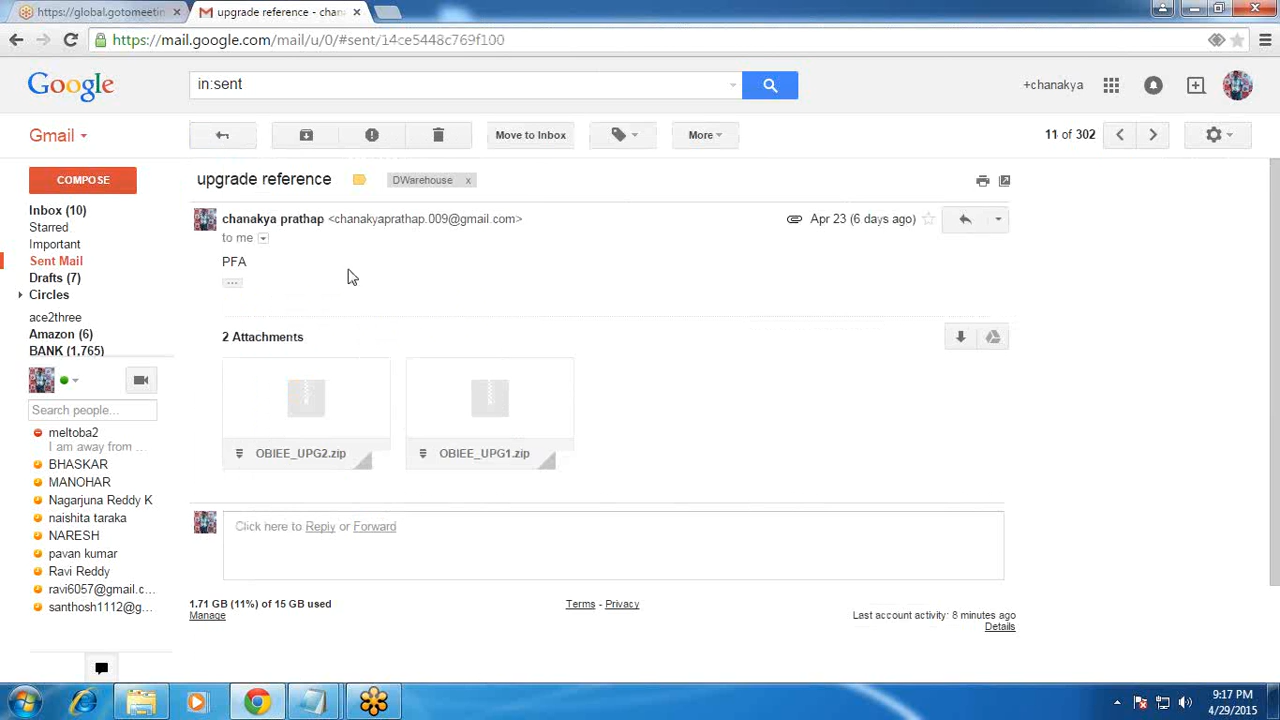 https://global.gotomeetin
upgrade reference - chan
https://mail.google.com/mail/u/0/#sent/14ce5448c769f100
Google
in:sent
+chanakya
Gmail
Move to Inbox
More
11 of 302
COMPOSE
upgrade reference
DWarehouse x
Inbox (10)
Starred
Important
Sent Mail
Drafts (7)
Circles
ace2three
Amazon (6)
BANK (1,765)
chanakya prathap <chanakyaprathap.009@gmail.com>
Apr 23 (6 days ago)
to me
PFA
...
2 Attachments
OBIEE_UPG2.zip
OBIEE_UPG1.zip
Search people...
meltoba2
I am away from ...
BHASKAR
MANOHAR
Nagarjuna Reddy K
naishita taraka
NARESH
pavan kumar
Ravi Reddy
ravi6057@gmail.c...
santhosh1112@g...
Click here to Reply or Forward
1.71 GB (11%) of 15 GB used
Manage
Terms - Privacy
Last account activity: 8 minutes ago
Details
9:17 PM
4/29/2015